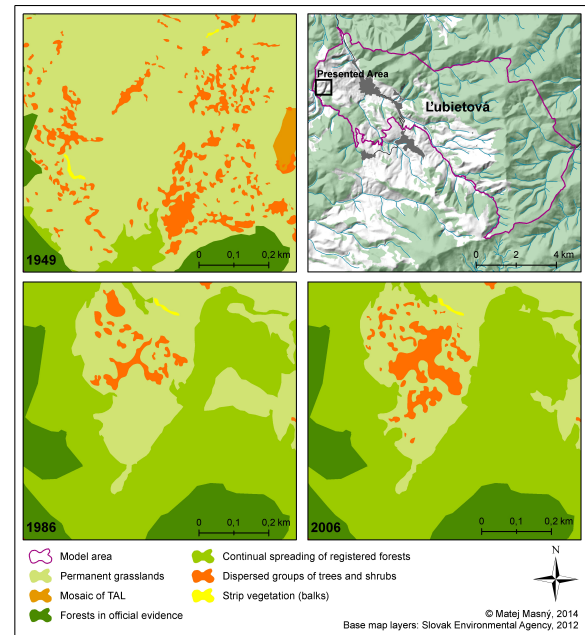 1949
0 0,1 0,2 km
Presented Area
Ľubietová
0 2 4 km
1986
0 0,1 0,2 km
2006
0 0,1 0,2 km
Model area
Permanent grasslands
Mosaic of TAL
Forests in official evidence
Continual spreading of registered forests
Dispersed groups of trees and shrubs
Strip vegetation (balks)
N
© Matej Masný, 2014
Base map layers: Slovak Environmental Agency, 2012